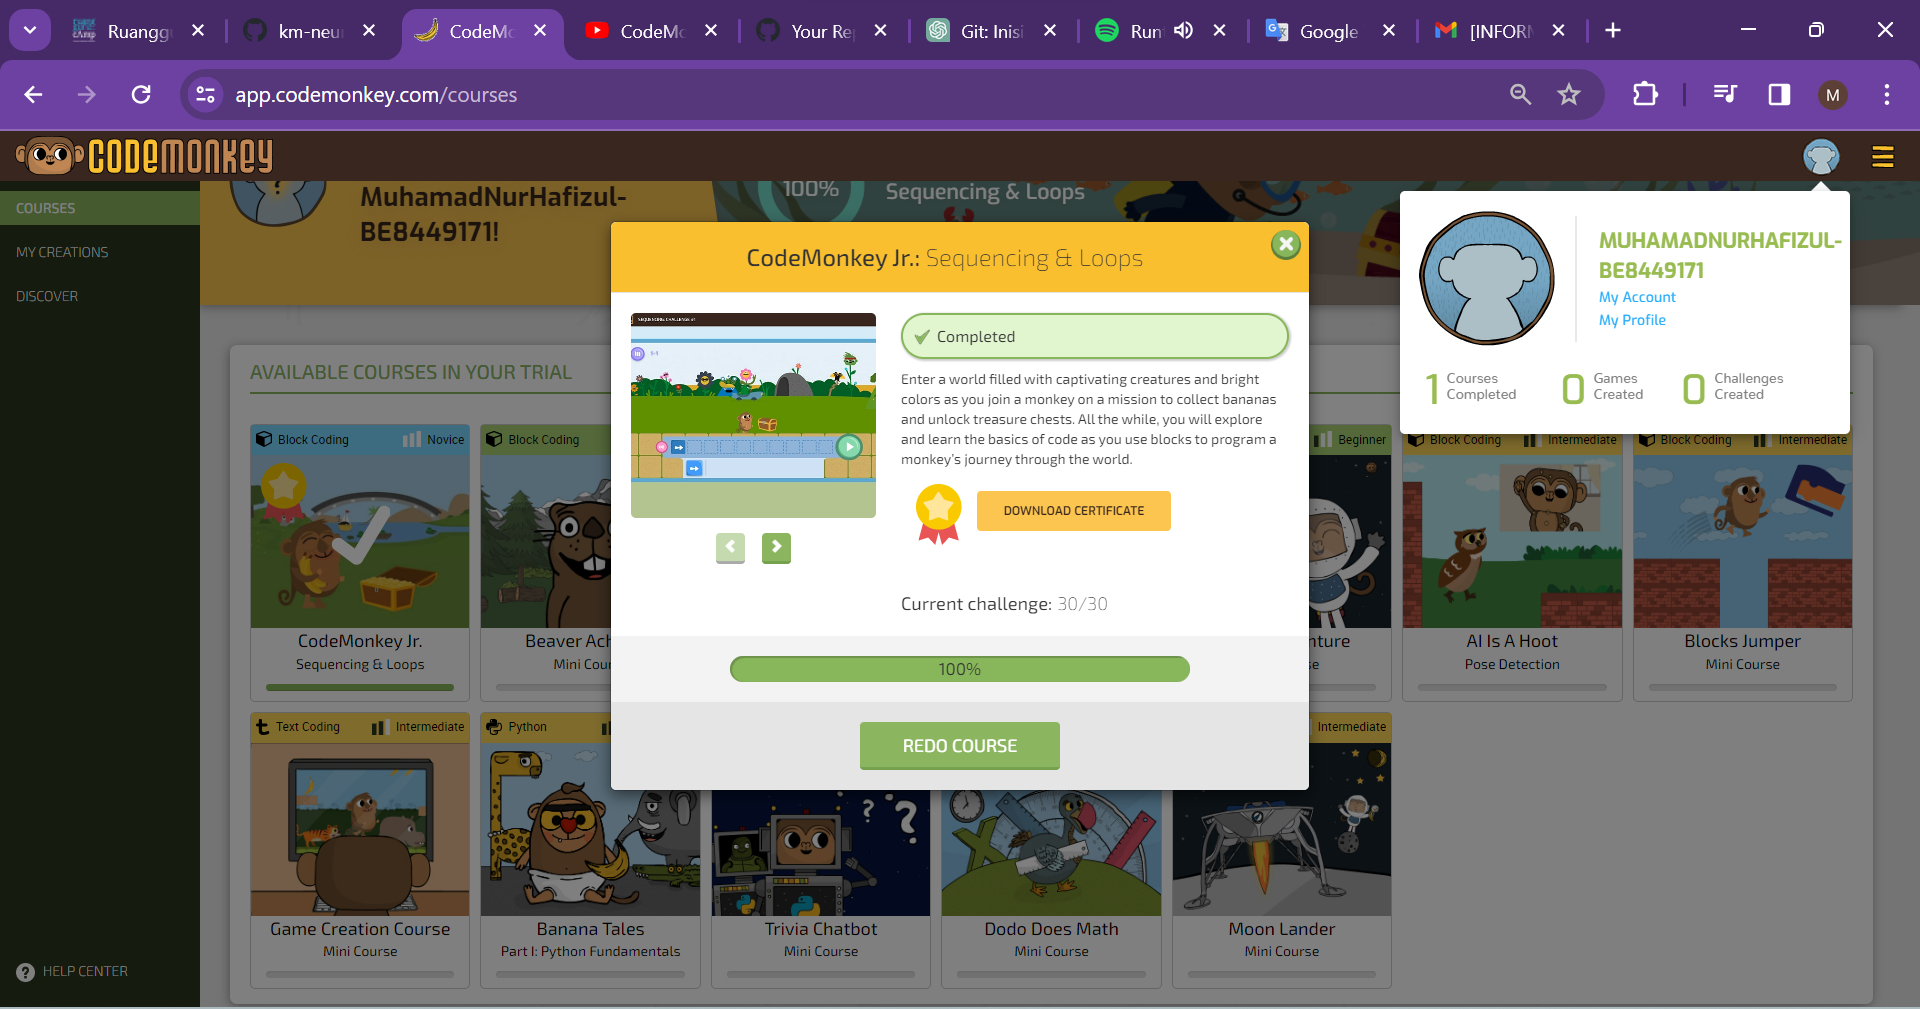 Ruangg
km-neu
CodeMo
CodeMo
Your Re
Git: Inisi
Run
Google
[INFORM
app.codemonkey.com/courses
M
CODEMONKEY
COURSES
MY CREATIONS
DISCOVER
HELP CENTER
MuhamadNurHafizul-
BE8449171!
100%
Sequencing & Loops
MUHAMADNURHAFIZUL-
BE8449171
My Account
My Profile
1 Courses
Completed
0 Games
Created
0 Challenges
Created
CodeMonkey Jr.: Sequencing & Loops
SEQUENCING CHALLENGE #1
Completed
Enter a world filled with captivating creatures and bright
colors as you join a monkey on a mission to collect bananas
and unlock treasure chests. All the while, you will explore
and learn the basics of code as you use blocks to program a
monkey's journey through the world.
DOWNLOAD CERTIFICATE
Current challenge: 30/30
100%
REDO COURSE
AVAILABLE COURSES IN YOUR TRIAL
Block Coding Novice
CodeMonkey Jr.
Sequencing & Loops
Block Coding
Beaver Ach
Mini Cour
Beginner
nture
se
Block Coding Intermediate
AI Is A Hoot
Pose Detection
Block Coding Intermediate
Blocks Jumper
Mini Course
Text Coding Intermediate
Game Creation Course
Mini Course
Python
Banana Tales
Part I: Python Fundamentals
Trivia Chatbot
Mini Course
Dodo Does Math
Mini Course
Intermediate
Moon Lander
Mini Course